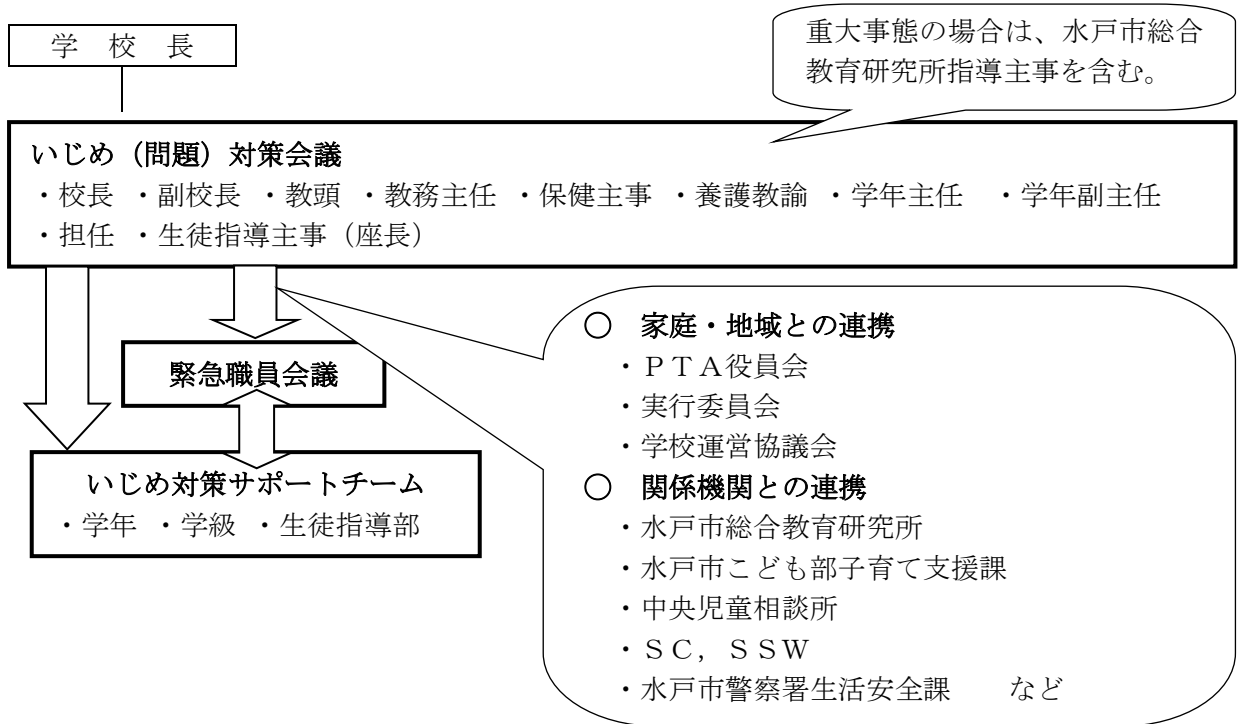 学 校 長
重大事態の場合は、水戸市総合
教育研究所指導主事を含む。
いじめ（問題）対策会議
・校長 ・副校長 ・教頭 ・教務主任 ・保健主事 ・養護教諭 ・学年主任 ・学年副主任
・担任 ・生徒指導主事（座長）
緊急職員会議
いじめ対策サポートチーム
・学年 ・学級 ・生徒指導部
○ 家庭・地域との連携
・ＰＴＡ役員会
・実行委員会
・学校運営協議会
○ 関係機関との連携
・水戸市総合教育研究所
・水戸市こども部子育て支援課
・中央児童相談所
・ＳＣ，ＳＳＷ
・水戸市警察署生活安全課 など